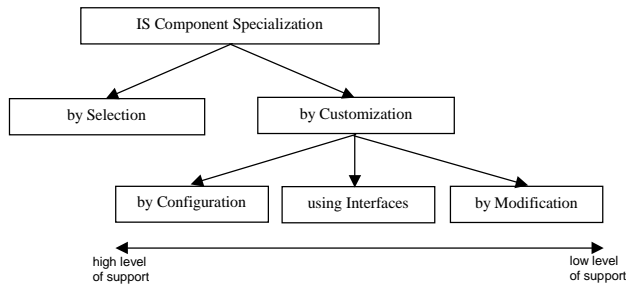 IS Component Specialization
by Selection
by Customization
by Configuration
using Interfaces
by Modification
high level
of support
low level
of support